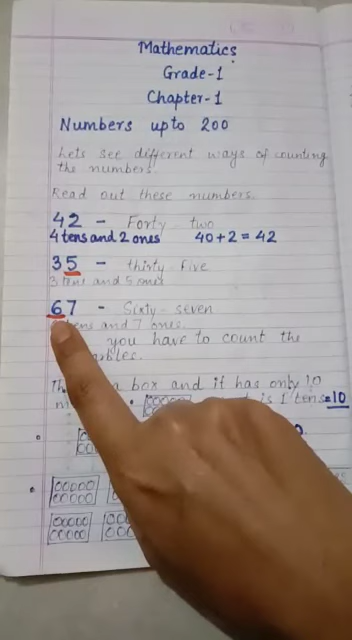 Mathematics
Grade-1
Chapter-1
Numbers upto 200
Lets see different ways of counting
the numbers.
Read out these numbers.
42 - Forty two
4 tens and 2 ones 40+2=42
35 - thirty five
3 tens and 5 ones
67 - Sixty-seven
tens and 7 ones.
you have to count the
a box and it has only 10
is 1 tens=10